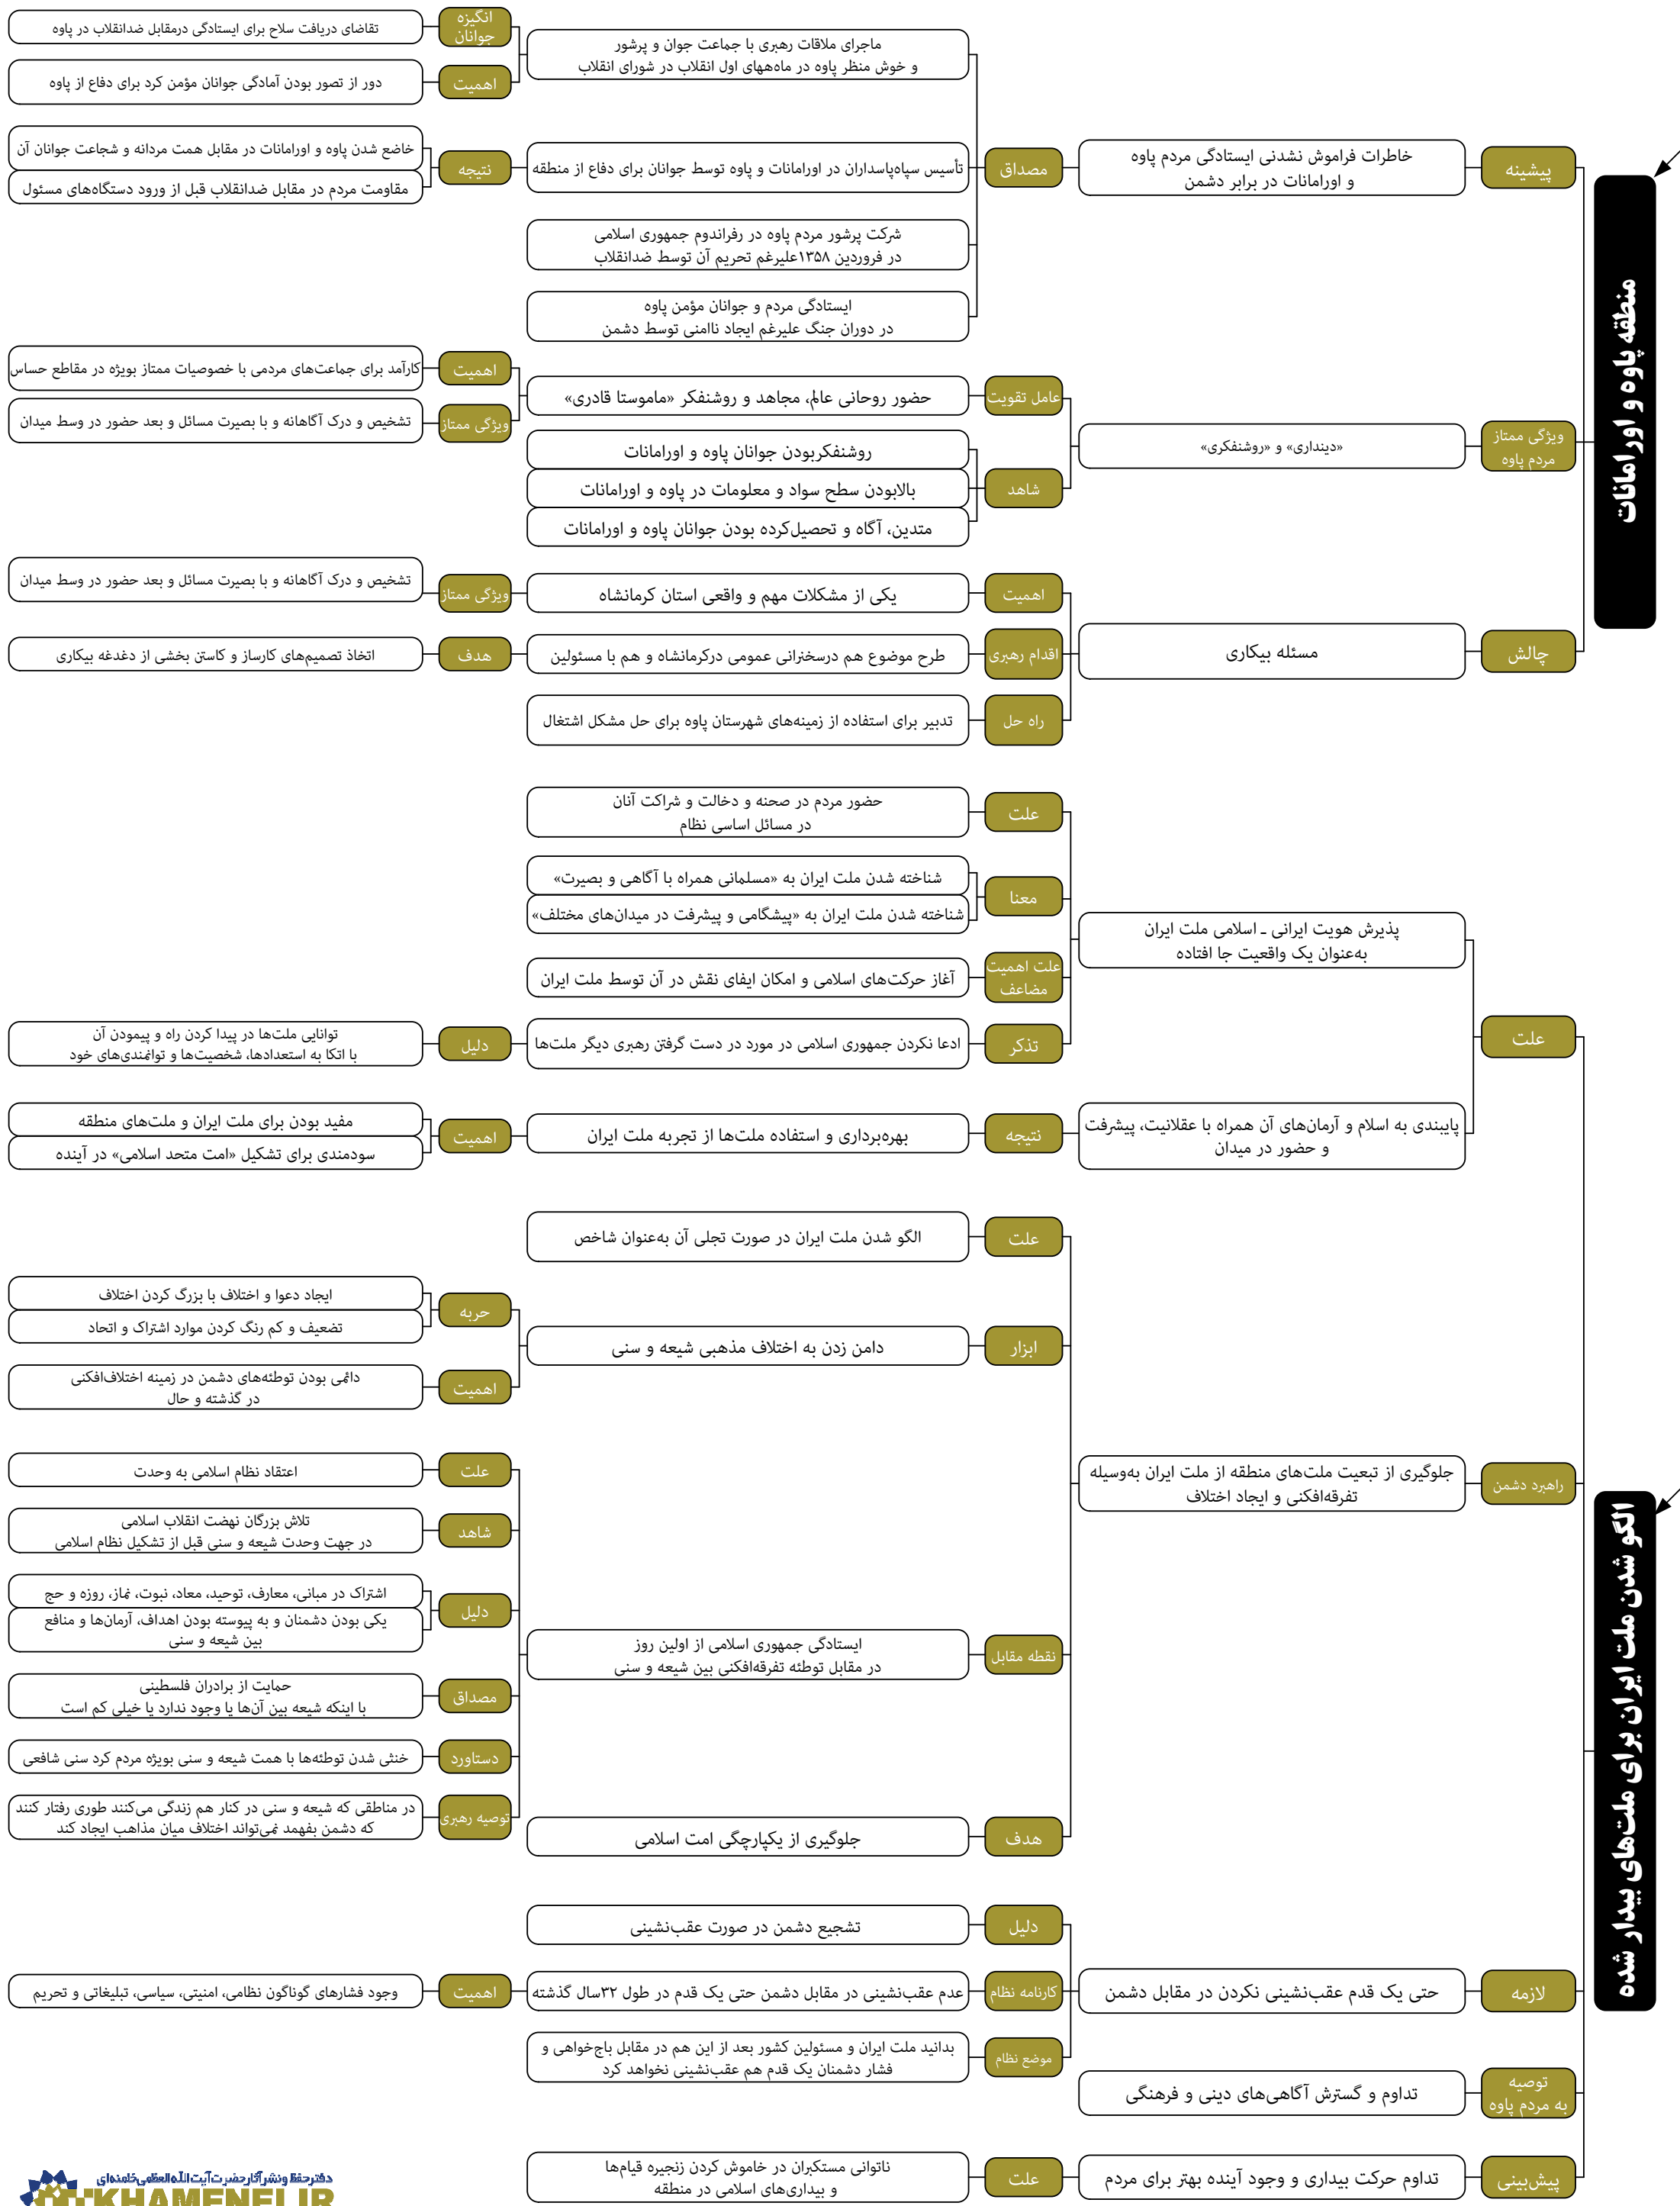 منطقه پاوه و اورامانات
پیشینه
خاطرات فراموش نشدنی ایستادگی مردم پاوه
و اورامانات در برابر دشمن
مصداق
ماجرای ملاقات رهبری با جماعت جوان و پرشور
و خوش منظر پاوه در ماه‌های اول انقلاب در شورای انقلاب
انگیزه
جوانان
تقاضای دریافت سلاح برای ایستادگی درمقابل ضدانقلاب در پاوه
اهمیت
دور از تصور بودن آمادگی جوانان مؤمن کرد برای دفاع از پاوه
تأسیس سپاه‌پاسداران در اورامانات و پاوه توسط جوانان برای دفاع از منطقه
نتیجه
خاضع شدن پاوه و اورامانات در مقابل همت مردانه و شجاعت جوانان آن
مقاومت مردم در مقابل ضدانقلاب قبل از ورود دستگاه‌های مسئول
شرکت پرشور مردم پاوه در رفراندوم جمهوری اسلامی
در فروردین ۱۳۵۸علیرغم تحریم آن توسط ضدانقلاب
ایستادگی مردم و جوانان مؤمن پاوه
در دوران جنگ علیرغم ایجاد ناامنی توسط دشمن
ویژگی ممتاز
مردم پاوه
«دینداری» و «روشنفکری»
عامل تقویت
حضور روحانی عالم، مجاهد و روشنفکر «ماموستا قادری»
اهمیت
کارآمد برای جماعت‌های مردمی با خصوصیات ممتاز بویژه در مقاطع حساس
ویژگی ممتاز
تشخیص و درک آگاهانه و با بصیرت مسائل و بعد حضور در وسط میدان
شاهد
روشنفکربودن جوانان پاوه و اورامانات
بالابودن سطح سواد و معلومات در پاوه و اورامانات
متدین، آگاه و تحصیل‌کرده بودن جوانان پاوه و اورامانات
چالش
مسئله بیکاری
اهمیت
یکی از مشکلات مهم و واقعی استان کرمانشاه
ویژگی ممتاز
تشخیص و درک آگاهانه و با بصیرت مسائل و بعد حضور در وسط میدان
اقدام رهبری
طرح موضوع هم درسخنرانی عمومی درکرمانشاه و هم با مسئولین
هدف
اتخاذ تصمیم‌های کارساز و کاستن بخشی از دغدغه بیکاری
راه حل
تدبیر برای استفاده از زمینه‌های شهرستان پاوه برای حل مشکل اشتغال
الگو شدن ملت ایران برای ملت‌های بیدار شده
علت
پذیرش هویت ایرانی ـ اسلامی ملت ایران
به‌عنوان یک واقعیت جا افتاده
علت
حضور مردم در صحنه و دخالت و شراکت آنان
در مسائل اساسی نظام
معنا
شناخته شدن ملت ایران به «مسلمانی همراه با آگاهی و بصیرت»
شناخته شدن ملت ایران به «پیشگامی و پیشرفت در میدان‌های مختلف»
علت اهمیت
مضاعف
آغاز حرکت‌های اسلامی و امکان ایفای نقش در آن توسط ملت ایران
تذکر
ادعا نکردن جمهوری اسلامی در مورد در دست گرفتن رهبری دیگر ملت‌ها
دلیل
توانایی ملت‌ها در پیدا کردن راه و پیمودن آن
با اتکا به استعدادها، شخصیت‌ها و توانمندی‌های خود
پایبندی به اسلام و آرمان‌های آن همراه با عقلانیت، پیشرفت
و حضور در میدان
نتیجه
بهره‌برداری و استفاده ملت‌ها از تجربه ملت ایران
اهمیت
مفید بودن برای ملت ایران و ملت‌های منطقه
سودمندی برای تشکیل «امت متحد اسلامی» در آینده
راهبرد دشمن
جلوگیری از تبعیت ملت‌های منطقه از ملت ایران به‌وسیله
تفرقه‌افکنی و ایجاد اختلاف
علت
الگو شدن ملت ایران در صورت تجلی آن به‌عنوان شاخص
ابزار
دامن زدن به اختلاف مذهبی شیعه و سنی
حربه
ایجاد دعوا و اختلاف با بزرگ کردن اختلاف
تضعیف و کم رنگ کردن موارد اشتراک و اتحاد
اهمیت
دائمی بودن توطئه‌های دشمن در زمینه اختلاف‌افکنی
در گذشته و حال
نقطه مقابل
ایستادگی جمهوری اسلامی از اولین روز
در مقابل توطئه تفرقه‌افکنی بین شیعه و سنی
علت
اعتقاد نظام اسلامی به وحدت
شاهد
تلاش بزرگان نهضت انقلاب اسلامی
در جهت وحدت شیعه و سنی قبل از تشکیل نظام اسلامی
دلیل
اشتراک در مبانی، معارف، توحید، معاد، نبوت، نماز، روزه و حج
یکی بودن دشمنان و به پیوسته بودن اهداف، آرمان‌ها و منافع
بین شیعه و سنی
مصداق
حمایت از برادران فلسطینی
با اینکه شیعه بین آن‌ها یا وجود ندارد یا خیلی کم است
دستاورد
خنثی شدن توطئه‌ها با همت شیعه و سنی بویژه مردم کرد سنی شافعی
توصیه رهبری
در مناطقی که شیعه و سنی در کنار هم زندگی می‌کنند طوری رفتار کنند
که دشمن بفهمد نمی‌تواند اختلاف میان مذاهب ایجاد کند
هدف
جلوگیری از یکپارچگی امت اسلامی
لازمه
حتی یک قدم عقب‌نشینی نکردن در مقابل دشمن
دلیل
تشجیع دشمن در صورت عقب‌نشینی
کارنامه نظام
عدم عقب‌نشینی در مقابل دشمن حتی یک قدم در طول ۳۲سال گذشته
اهمیت
وجود فشارهای گوناگون نظامی، امنیتی، سیاسی، تبلیغاتی و تحریم
موضع نظام
بدانید ملت ایران و مسئولین کشور بعد از این هم در مقابل باج‌خواهی و
فشار دشمنان یک قدم هم عقب‌نشینی نخواهد کرد
توصیه
به مردم پاوه
تداوم و گسترش آگاهی‌های دینی و فرهنگی
پیش‌بینی
تداوم حرکت بیداری و وجود آینده بهتر برای مردم
علت
ناتوانی مستکبران در خاموش کردن زنجیره قیام‌ها
و بیداری‌های اسلامی در منطقه
دفتر حفظ و نشر آثار حضرت آیت‌الله‌العظمی خامنه‌ای
KHAMENEI.IR